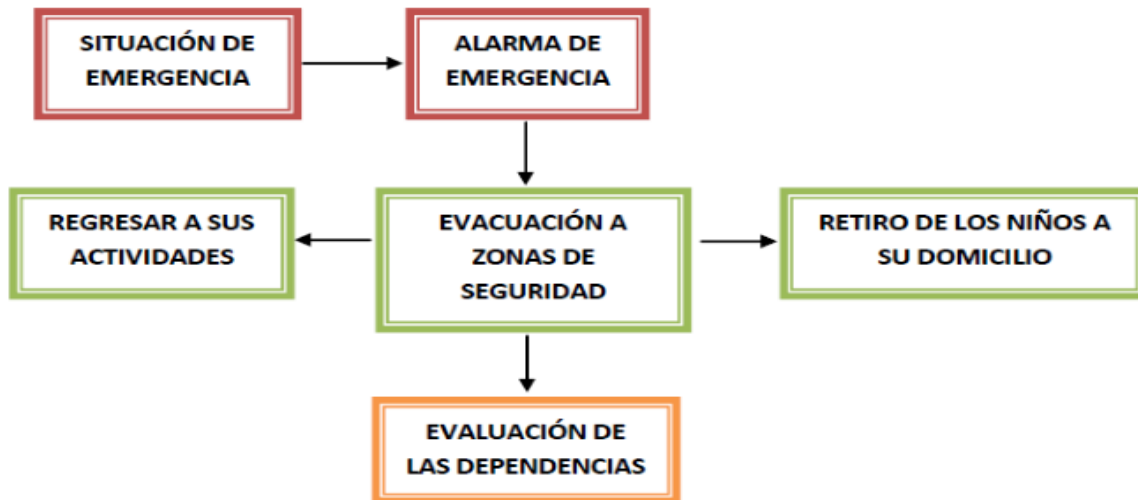 SITUACIÓN DE
EMERGENCIA
ALARMA DE
EMERGENCIA
REGRESAR A SUS
ACTIVIDADES
EVACUACIÓN A
ZONAS DE
SEGURIDAD
RETIRO DE LOS NIÑOS A
SU DOMICILIO
EVALUACIÓN DE
LAS DEPENDENCIAS